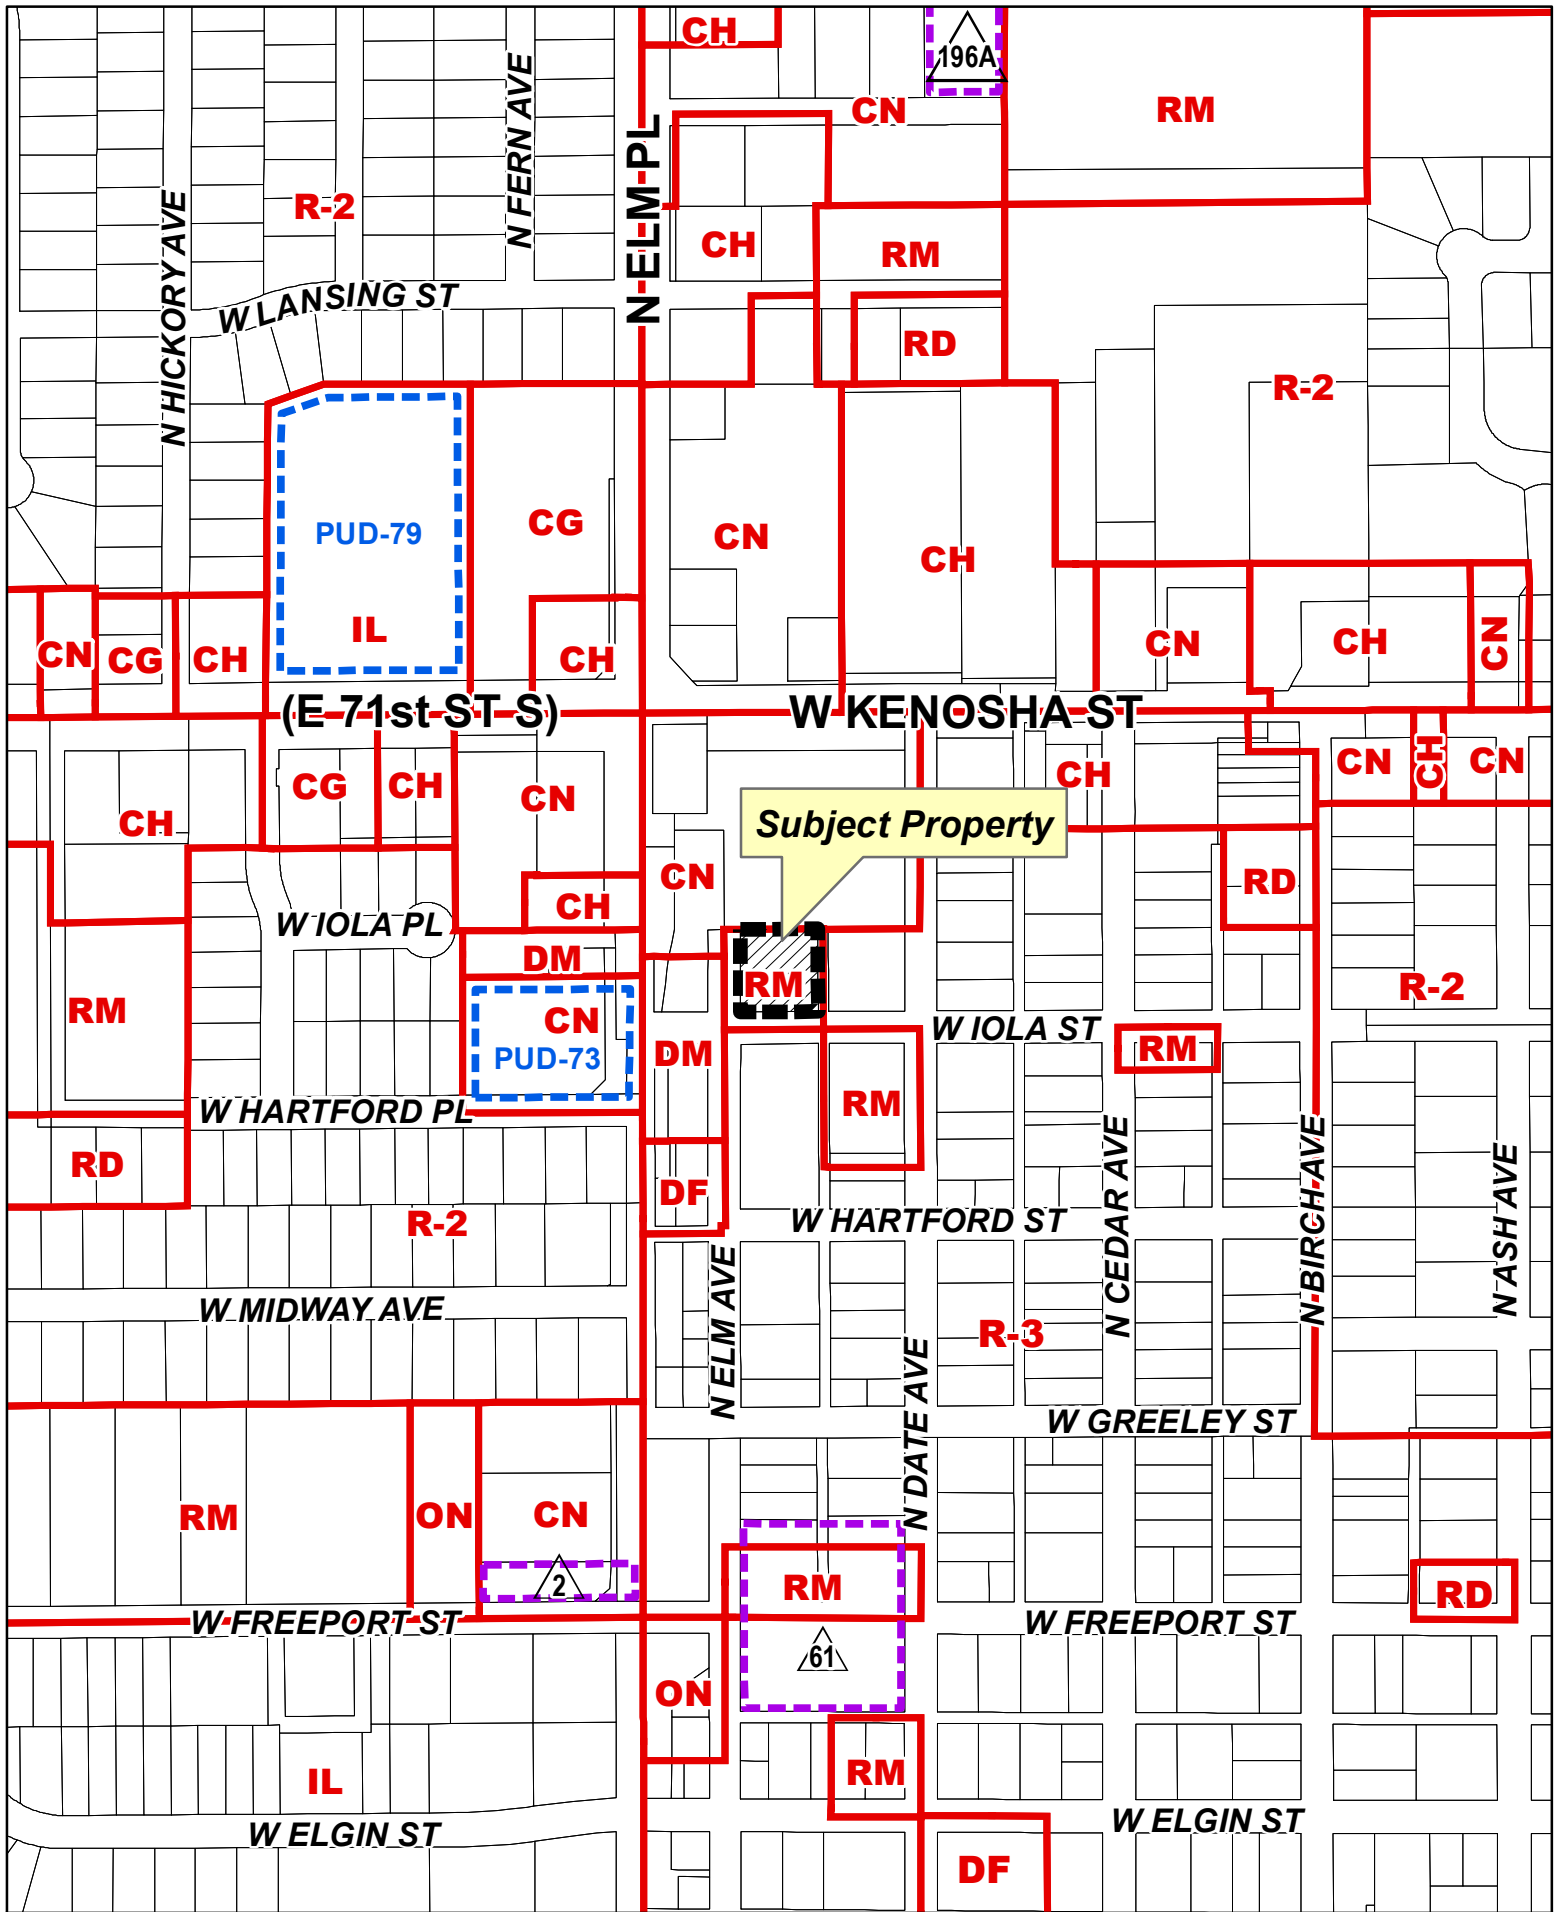 CH
196A
CN
RM
N FERN AVE
N ELM PL
R-2
N HICKORY AVE
CH
RM
W LANSING ST
RD
R-2
PUD-79
CG
CN
CH
IL
CN
CG
CH
CH
CN
CH
CN
(E 71st ST S)
W KENOSHA ST
CG
CH
CN
CH
CN
CH
CN
CH
Subject Property
CN
RD
CH
W IOLA PL
DM
RM
R-2
RM
CN
W IOLA ST
PUD-73
DM
RM
RM
W HARTFORD PL
RD
DF
N CEDAR AVE
N BIRCH AVE
N ASH AVE
R-2
W HARTFORD ST
W MIDWAY AVE
N ELM AVE
R-3
N DATE AVE
W GREELEY ST
RM
ON
CN
2
RM
RD
W FREEPORT ST
W FREEPORT ST
61
ON
IL
RM
W ELGIN ST
W ELGIN ST
DF